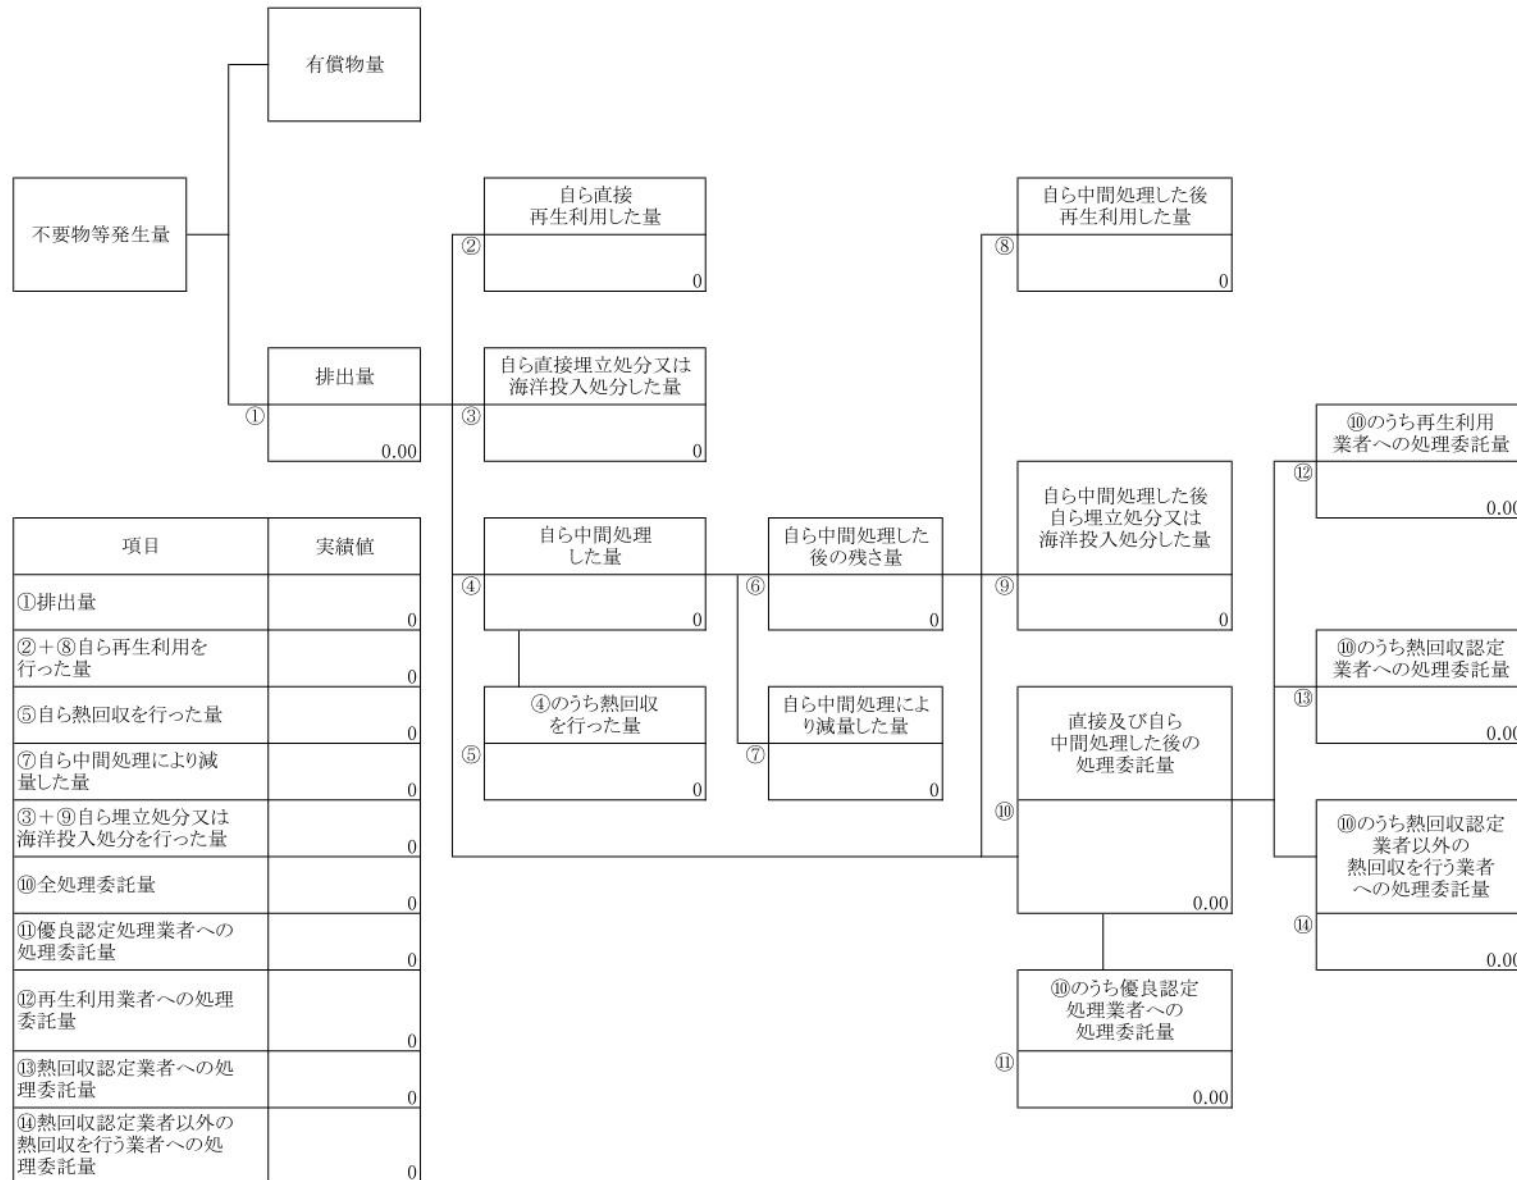 有償物量
不要物等発生量
自ら直接
再生利用した量
②
0
自ら中間処理した後
再生利用した量
⑧
0
排出量
①
0.00
自ら直接埋立処分又は
海洋投入処分した量
③
0
⑩のうち再生利用
業者への処理委託量
⑫
0.00
自ら中間処理した後
自ら埋立処分又は
海洋投入処分した量
⑨
0
自ら中間処理
した量
④
0
自ら中間処理した
後の残さ量
⑥
0
⑩のうち熱回収認定
業者への処理委託量
⑬
0.00
④のうち熱回収
を行った量
⑤
0
自ら中間処理によ
り減量した量
⑦
0
直接及び自ら
中間処理した後の
処理委託量
⑩
0.00
⑩のうち熱回収認定
業者以外の
熱回収を行う業者
への処理委託量
⑭
0.00
⑩のうち優良認定
処理業者への
処理委託量
⑪
0.00
項目 実績値
①排出量
0
②+⑧自ら再生利用を
行った量
0
⑤自ら熱回収を行った量
0
⑦自ら中間処理により減
量した量
0
③+⑨自ら埋立処分又は
海洋投入処分を行った量
0
⑩全処理委託量
0
⑪優良認定処理業者への
処理委託量
0
⑫再生利用業者への処理
委託量
0
⑬熱回収認定業者への処
理委託量
0
⑭熱回収認定業者以外の
熱回収を行う業者への処
理委託量
0